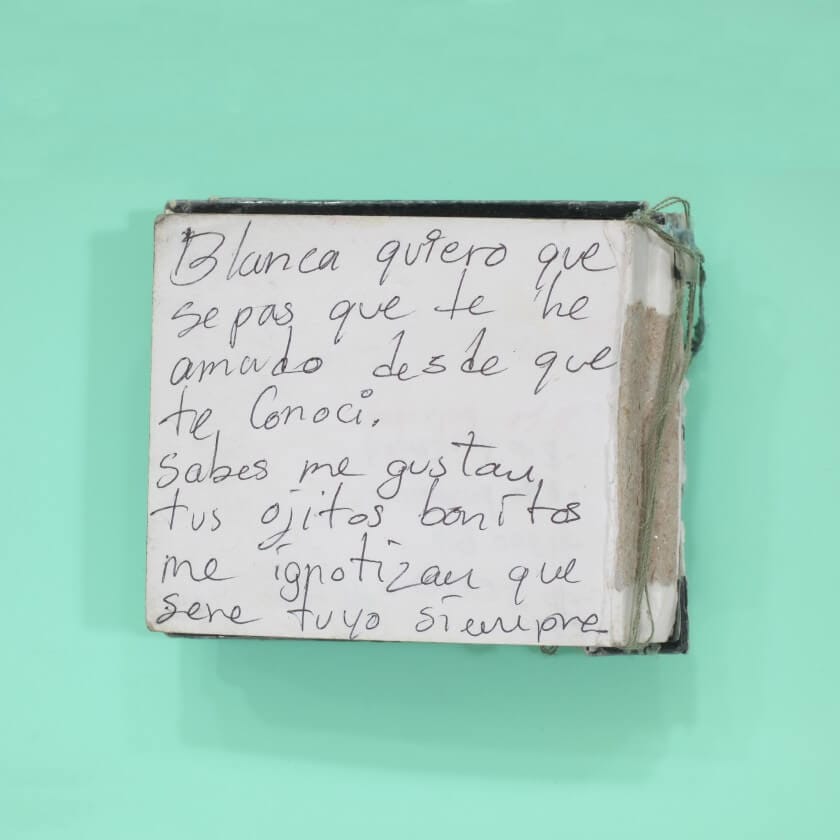 Blanca quiero que
sepas que te he
amado desde que
te Conoci.
sabes me gustan
tus ojitos bonitos
me ignotizan que
sere tuyo siempre